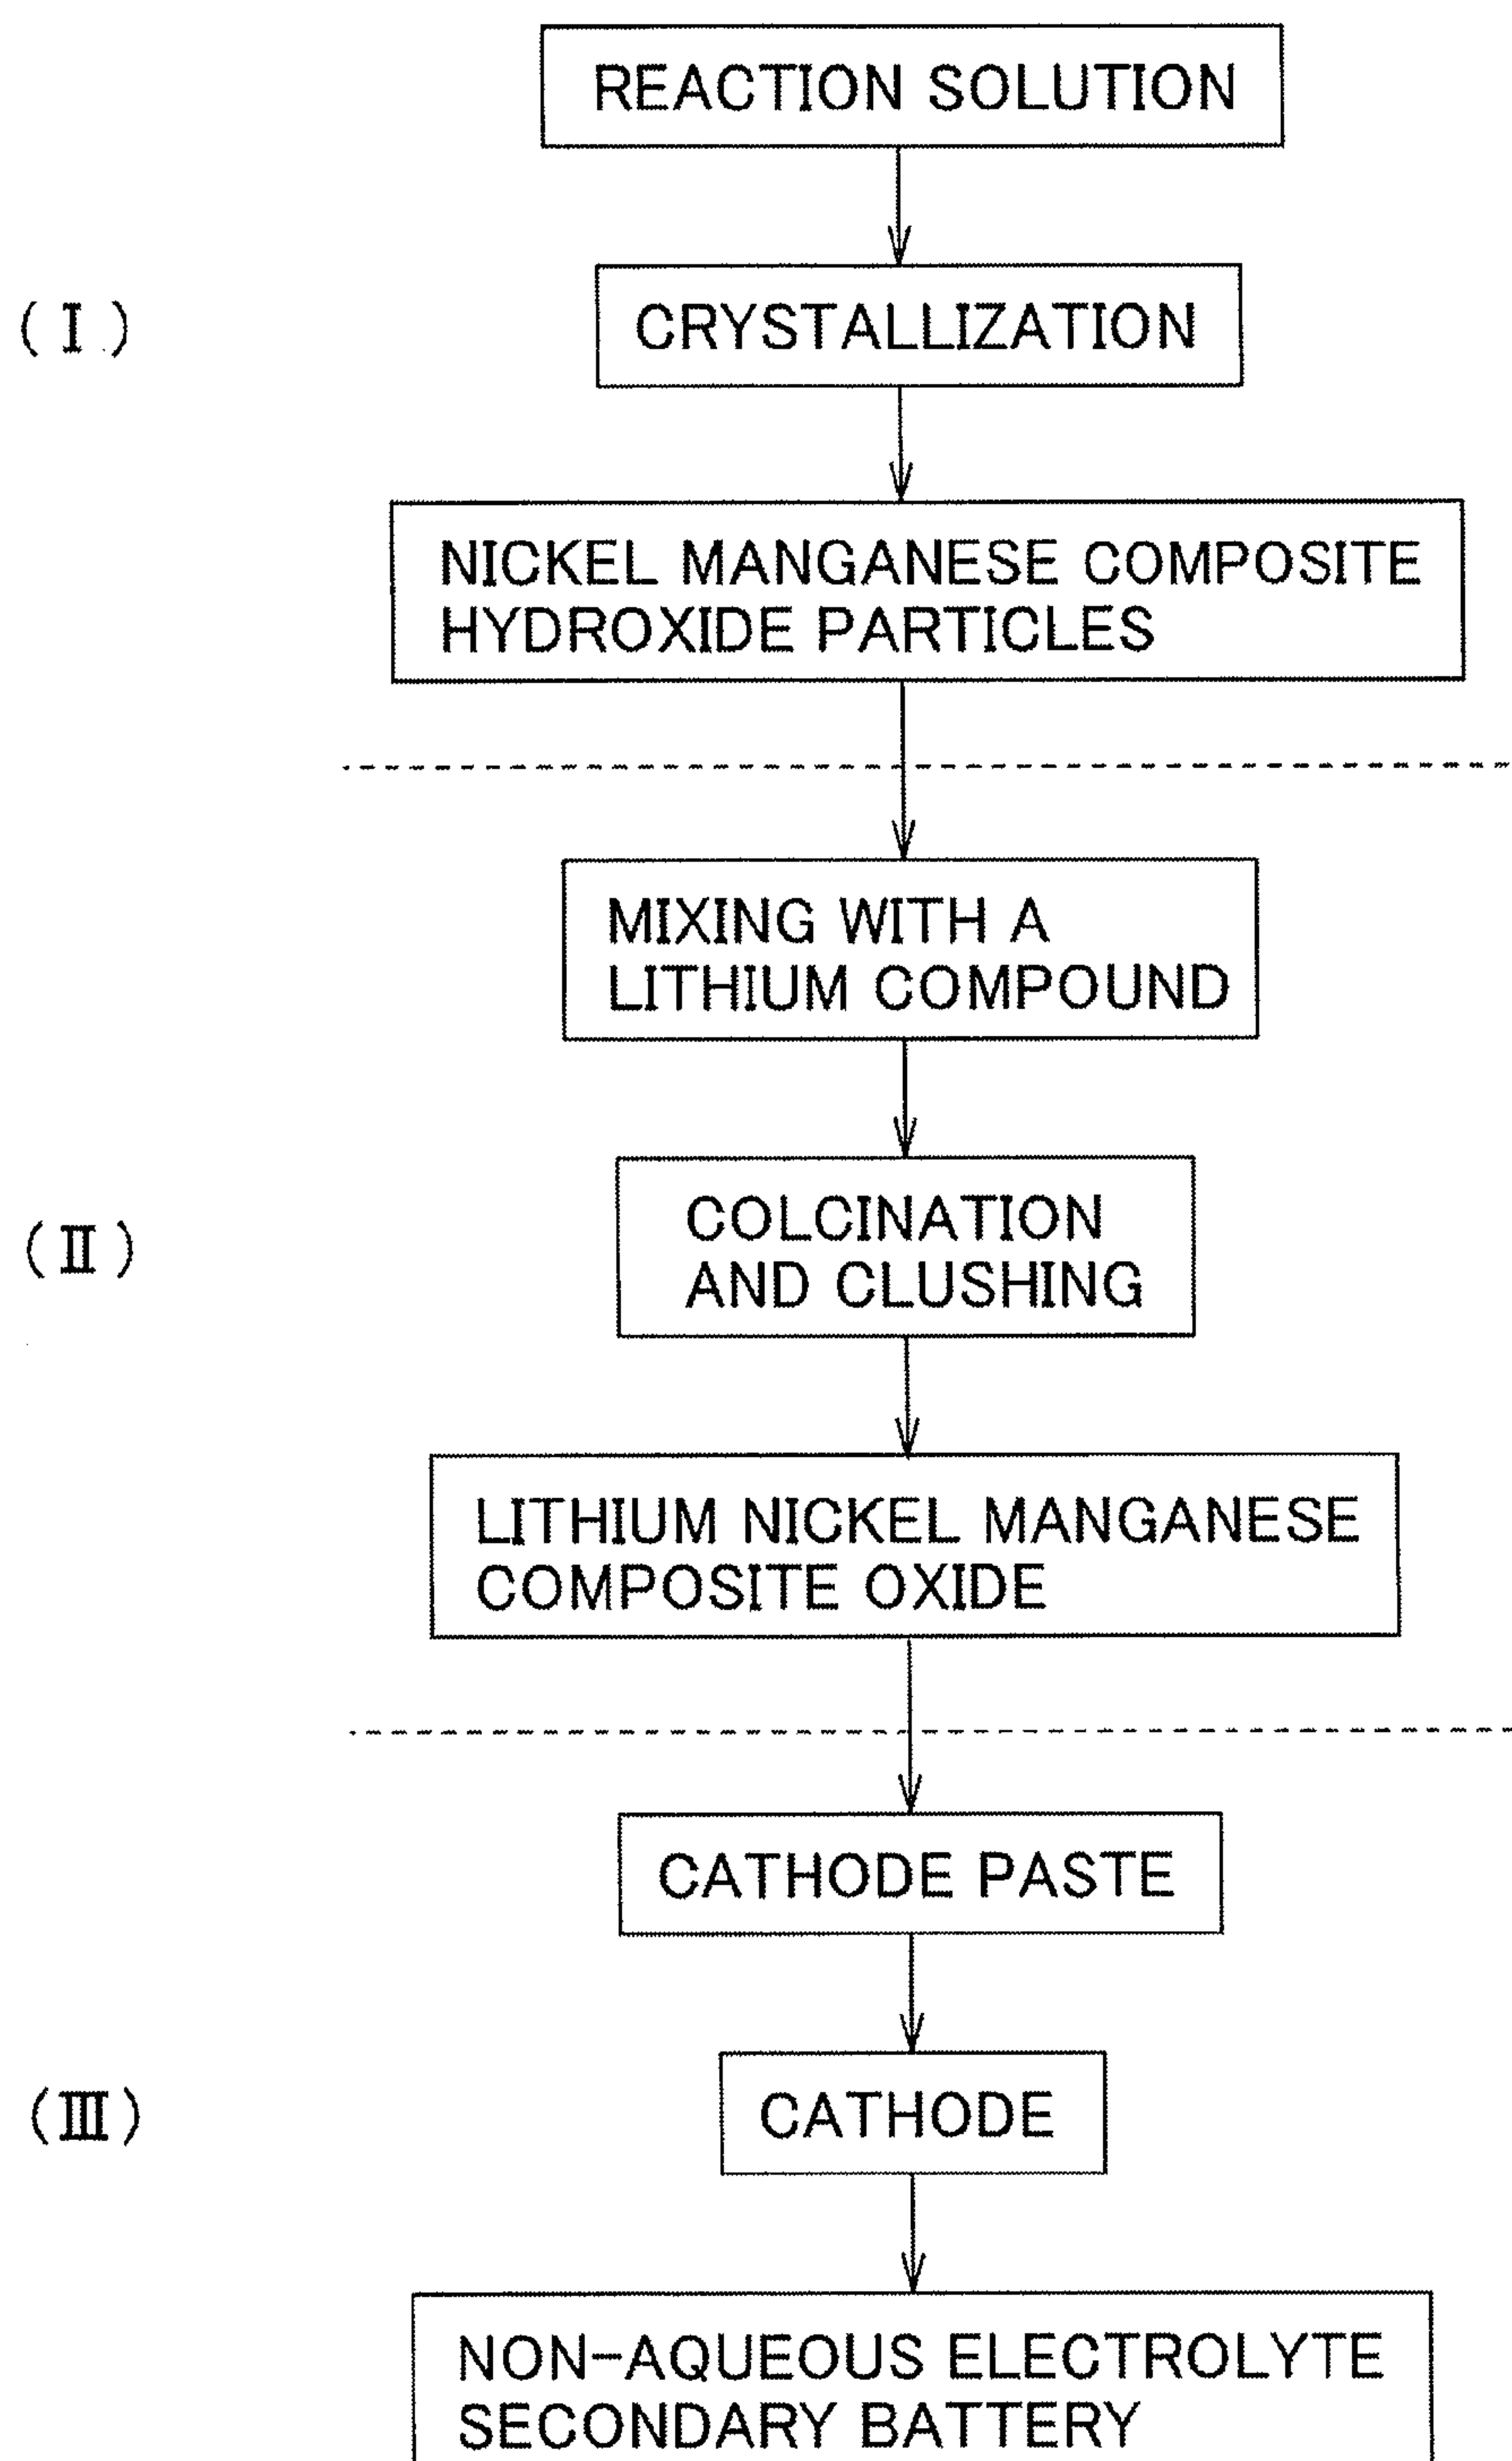 REACTION SOLUTION
(I)
CRYSTALLIZATION
NICKEL MANGANESE COMPOSITE
HYDROXIDE PARTICLES
MIXING WITH A
LITHIUM COMPOUND
(II)
COLCINATION
AND CLUSHING
LITHIUM NICKEL MANGANESE
COMPOSITE OXIDE
CATHODE PASTE
(III)
CATHODE
NON-AQUEOUS ELECTROLYTE
SECONDARY BATTERY